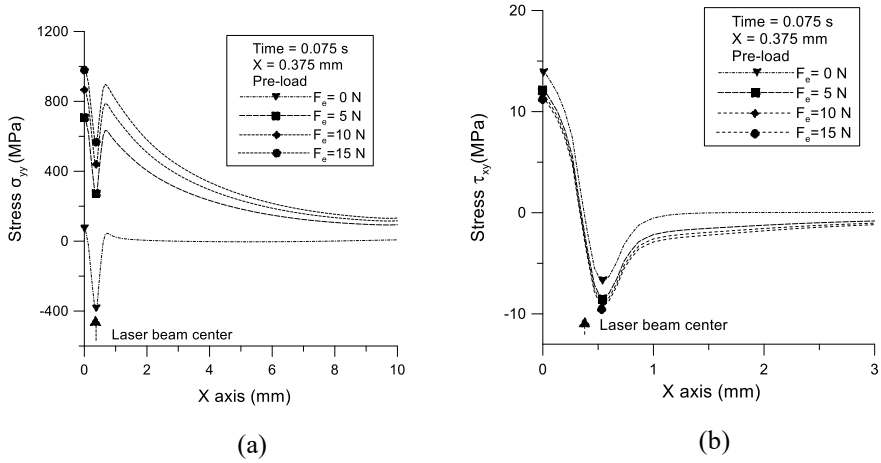 1200
800
400
0
-400
Stress σyy (MPa)
Time = 0.075 s
X = 0.375 mm
Pre-load
Fe= 0 N
Fe= 5 N
Fe=10 N
Fe=15 N
Laser beam center
0 2 4 6 8 10
X axis (mm)
(a)
20
10
0
-10
Stress τxy(MPa)
Time = 0.075 s
X = 0.375 mm
Pre-load
Fe= 0 N
Fe= 5 N
Fe=10 N
Fe=15 N
Laser beam center
0 1 2 3
X axis (mm)
(b)